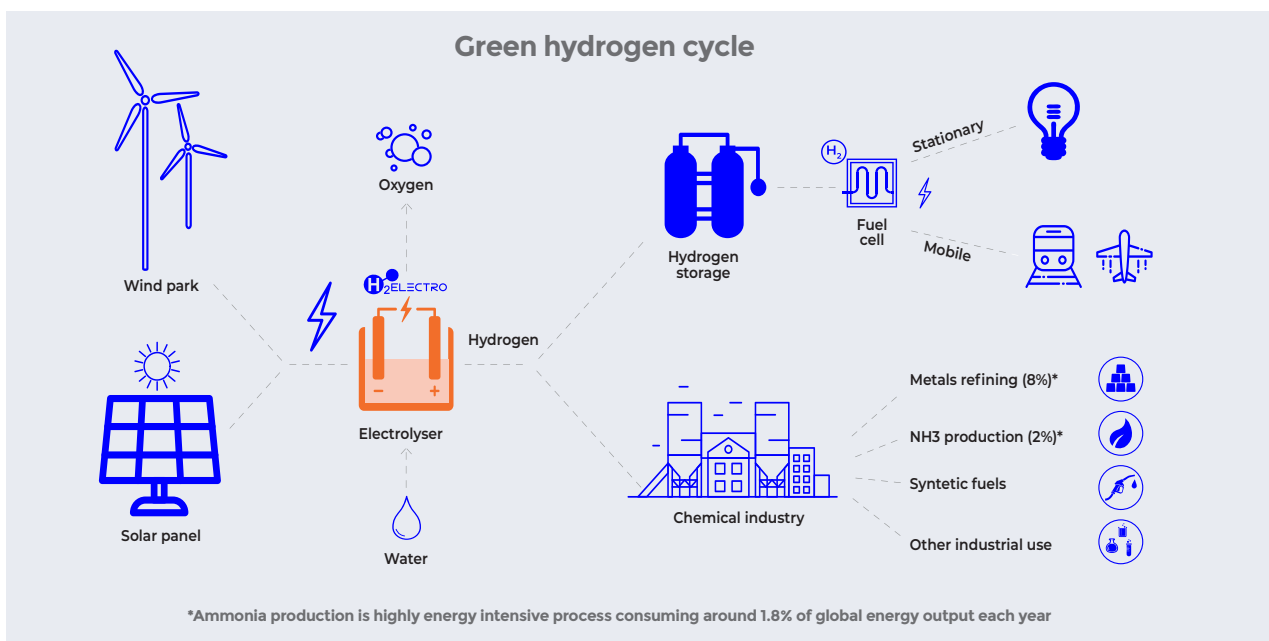 Green hydrogen cycle
Wind park
Solar panel
Oxygen
H2ELECTRO
Electrolyser
Water
Hydrogen
Hydrogen
storage
H2
Fuel
cell
Stationary
Mobile
Chemical industry
Metals refining (8%)*
NH3 production (2%)*
Syntetic fuels
Other industrial use
*Ammonia production is highly energy intensive process consuming around 1.8% of global energy output each year